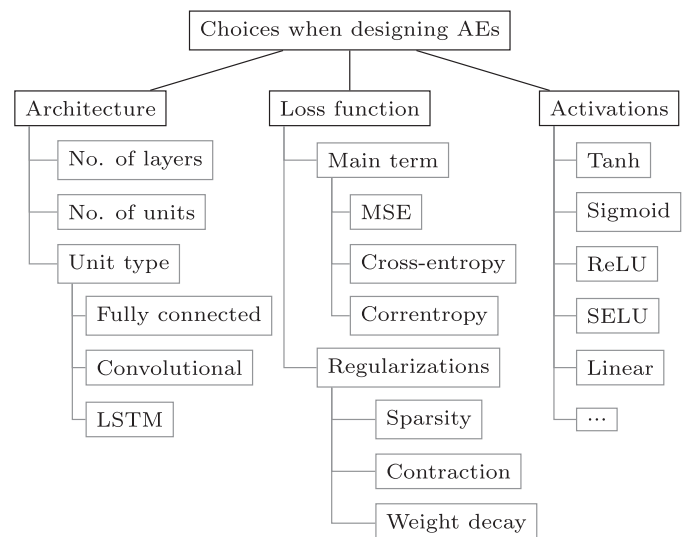 Choices when designing AEs
Architecture
No. of layers
No. of units
Unit type
Fully connected
Convolutional
LSTM
Loss function
Main term
MSE
Cross-entropy
Correntropy
Regularizations
Sparsity
Contraction
Weight decay
Activations
Tanh
Sigmoid
ReLU
SELU
Linear
...